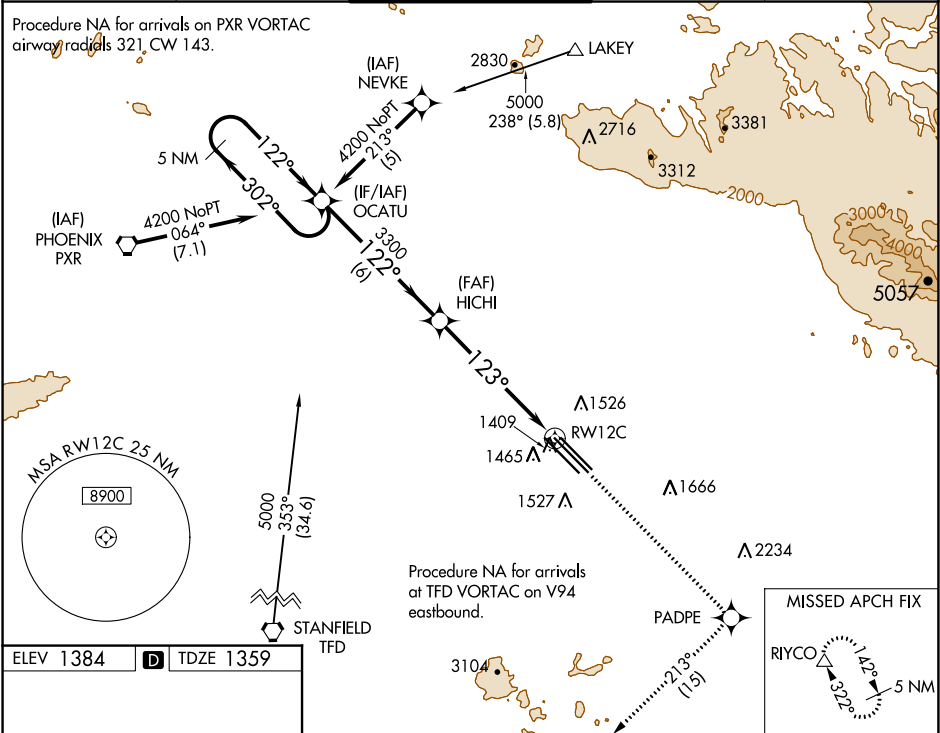 Procedure NA for arrivals on PXR VORTAC
airway radials 321 CW 143.
(IAF)
NEVKE
2830
LAKEY
5000
238° (5.8)
2716
3381
3312
2000
3000
4000
5057
4200 NoPT
213°
(5)
5 NM
122°
302°
(IF/IAF)
OCATU
(IAF)
PHOENIX
PXR
4200 NoPT
064°
(7.1)
3300
122°
(6)
(FAF)
HICHI
123°
1526
1409
RW12C
1465
1527
1666
2234
MSA RW12C 25 NM
8900
5000
353°
(34.6)
STANFIELD
TFD
Procedure NA for arrivals
at TFD VORTAC on V94
eastbound.
PADPE
213°
(15)
3104
MISSED APCH FIX
RIYCO
142°
322°
5 NM
ELEV 1384 D TDZE 1359